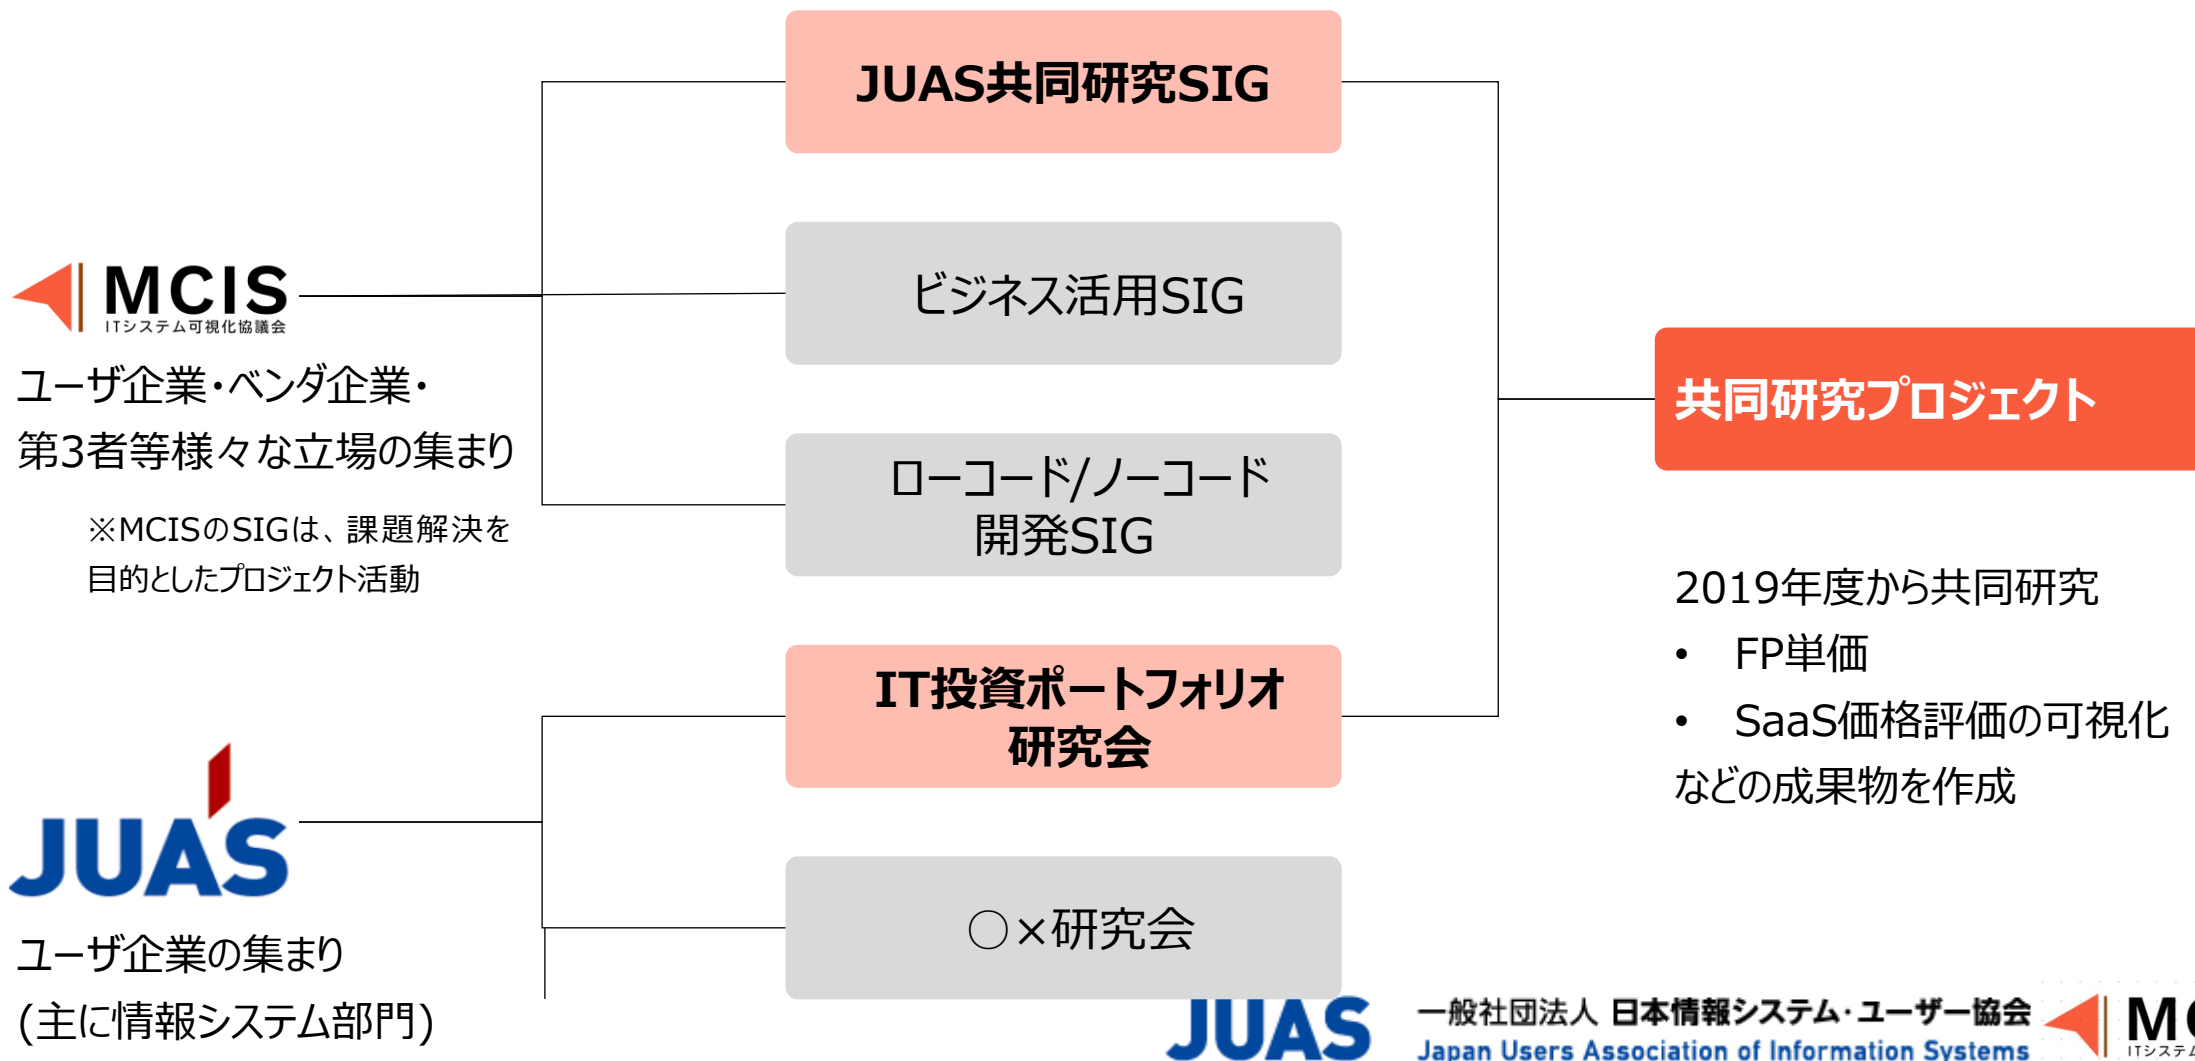 JUAS共同研究SIG
ビジネス活用SIG
ローコード/ノーコード
開発SIG
MCIS
ITシステム可視化協議会
ユーザ企業・ベンダ企業・
第3者等様々な立場の集まり
※MCISのSIGは、課題解決を
目的としたプロジェクト活動
共同研究プロジェクト
2019年度から共同研究
• FP単価
• SaaS価格評価の可視化
などの成果物を作成
IT投資ポートフォリオ
研究会
○×研究会
JUAS
ユーザ企業の集まり
(主に情報システム部門)
JUAS
一般社団法人 日本情報システム・ユーザー協会
Japan Users Association of Information Systems
MC
ITシステム